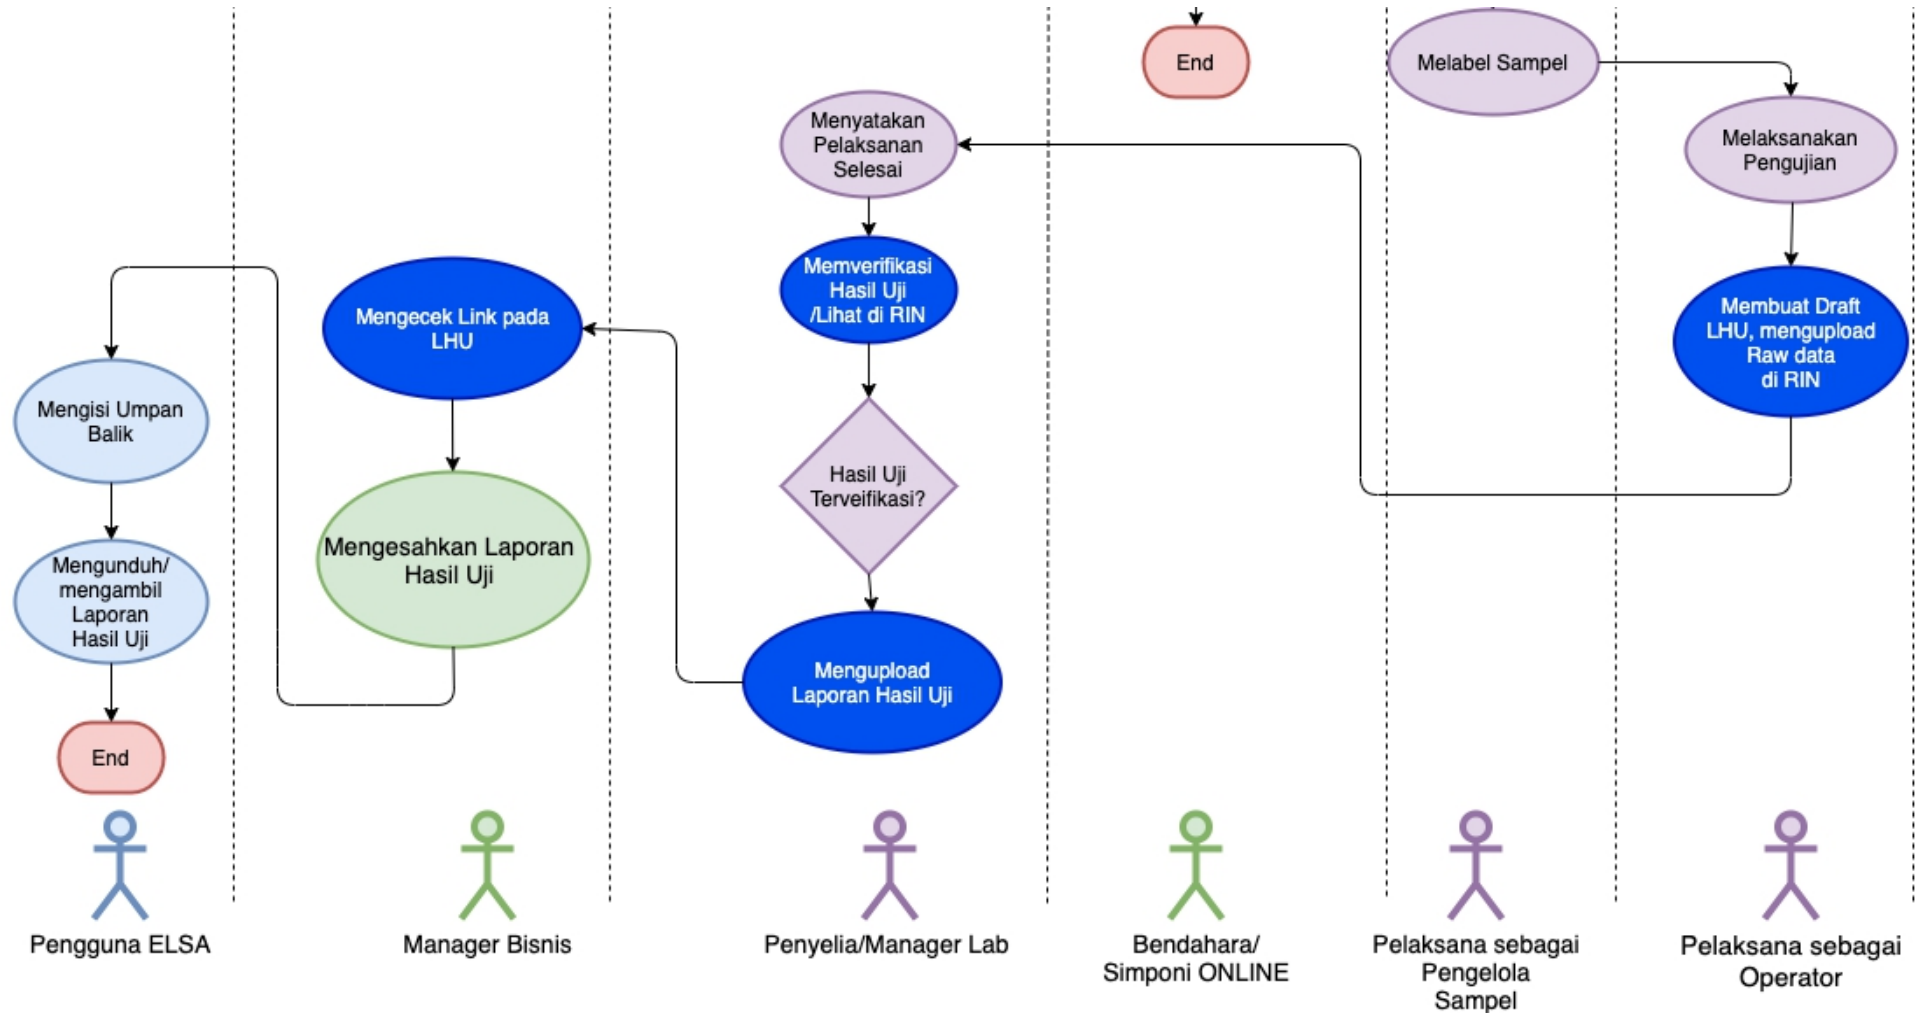 End
Melabel Sampel
Melaksanakan
Pengujian
Membuat Draft
LHU, mengupload
Raw data
di RIN
Menyatakan
Pelaksanan
Selesai
Memverifikasi
Hasil Uji
/Lihat di RIN
Hasil Uji
Terveifikasi?
Mengupload
Laporan Hasil Uji
Mengecek Link pada
LHU
Mengesahkan Laporan
Hasil Uji
Mengisi Umpan
Balik
Mengunduh/
mengambil
Laporan
Hasil Uji
End
Pengguna ELSA
Manager Bisnis
Penyelia/Manager Lab
Bendahara/
Simponi ONLINE
Pelaksana sebagai
Pengelola
Sampel
Pelaksana sebagai
Operator